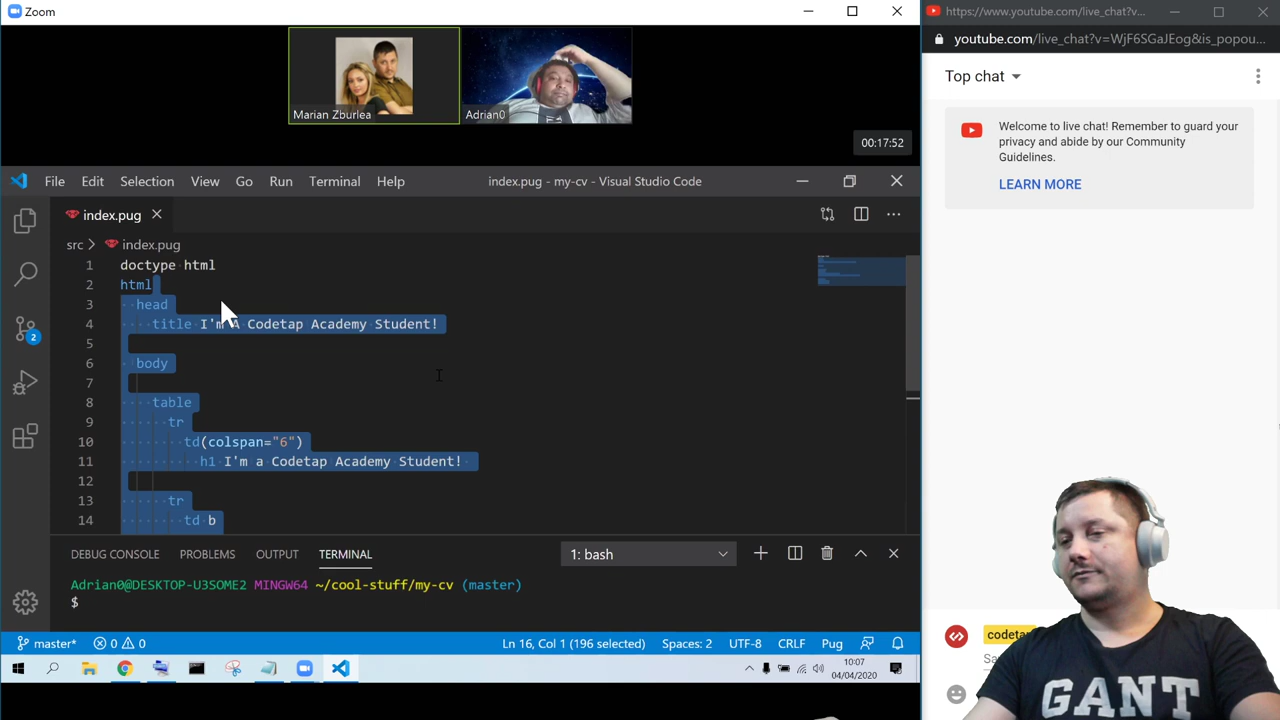 Zoom
Marian Zburlea
Adrian0
00:17:52
File Edit Selection View Go Run Terminal Help
index.pug - my-cv - Visual Studio Code
index.pug
src > index.pug
1 doctype html
2 html
3 head
4 title I'm A Codetap Academy Student!
5
6 body
7
8 table
9 tr
10 td(colspan="6")
11 h1 I'm a Codetap Academy Student!
12
13 tr
14 td b
2
DEBUG CONSOLE PROBLEMS OUTPUT TERMINAL
1: bash
Adrian0@DESKTOP-U3SOME2 MINGW64 ~/cool-stuff/my-cv (master)
$
master* 0 0
Ln 16, Col 1 (196 selected) Spaces: 2 UTF-8 CRLF Pug
10:07
04/04/2020
https://www.youtube.com/live_chat?v...
youtube.com/live_chat?v=WjF6SGaJEog&is_popou...
Top chat
Welcome to live chat! Remember to guard your
privacy and abide by our Community
Guidelines.
LEARN MORE
GANT